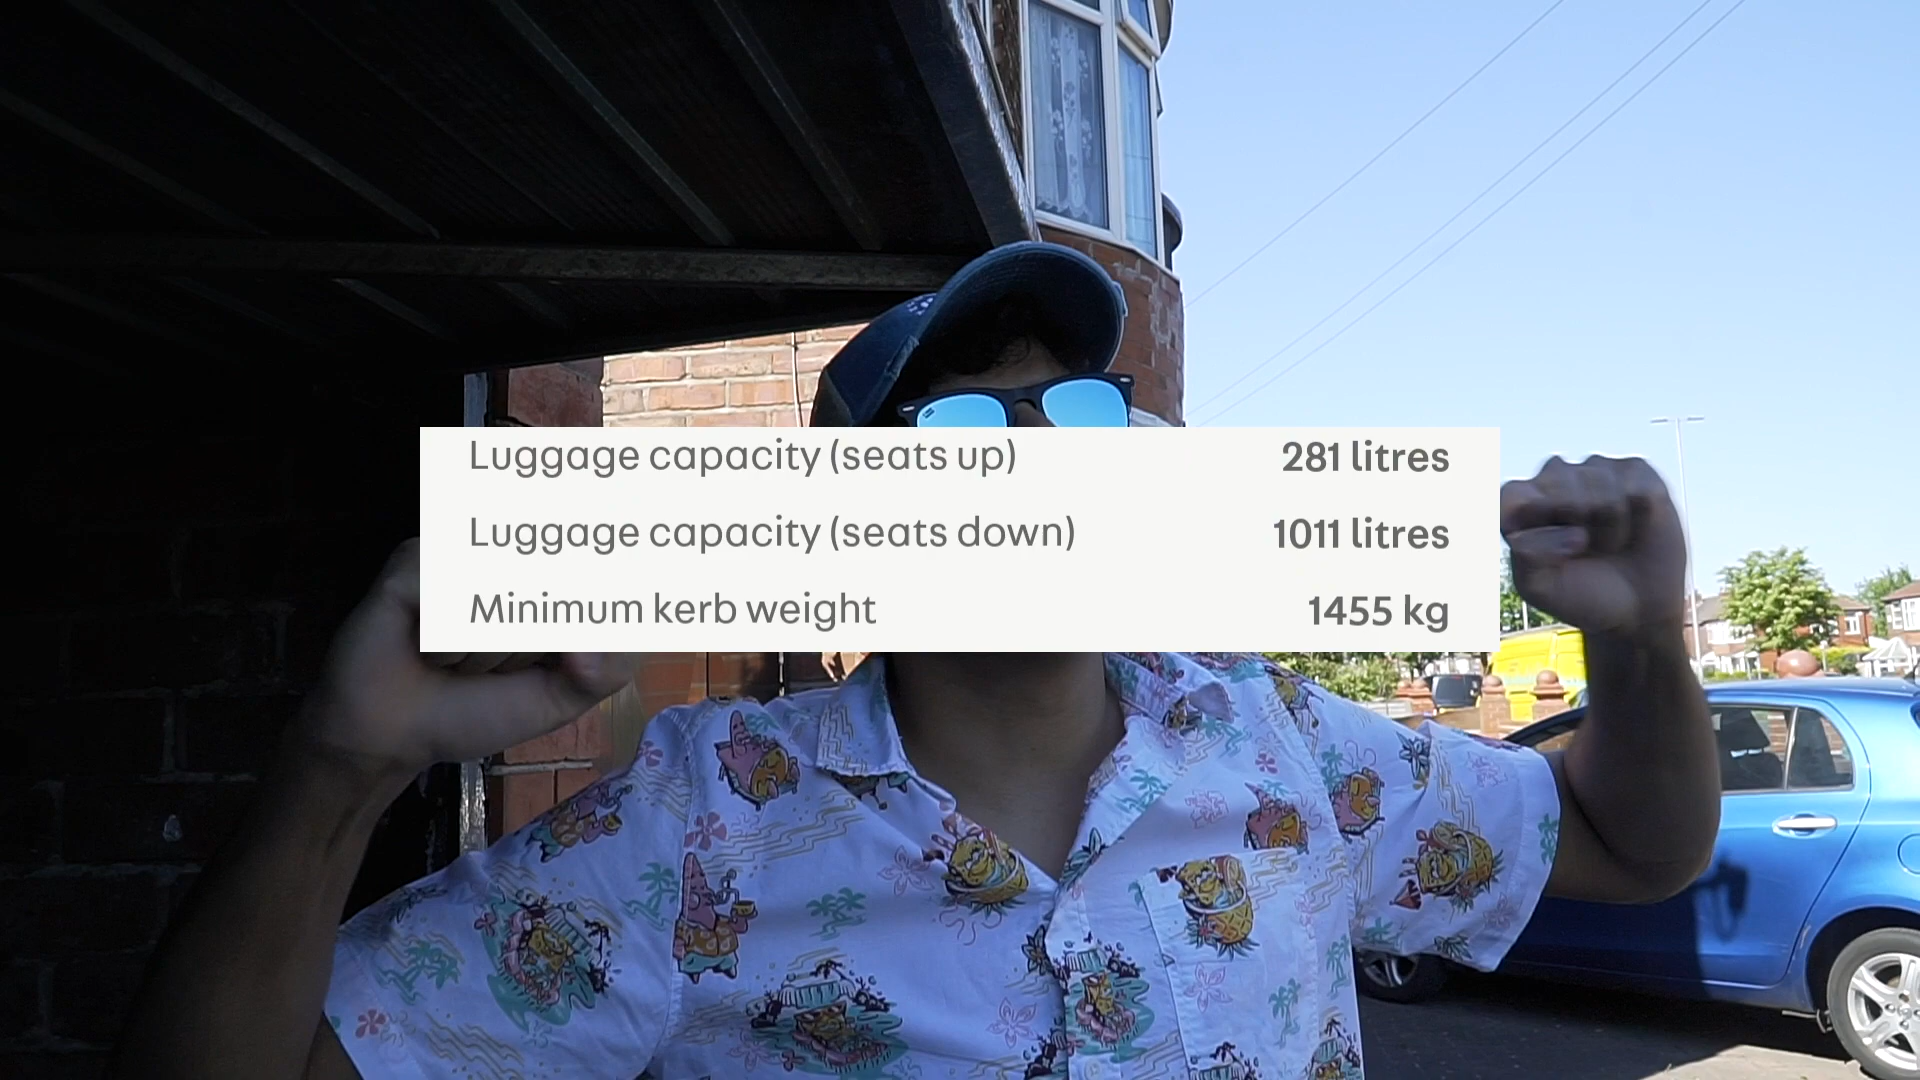 Luggage capacity (seats up) 281 litres
Luggage capacity (seats down) 1011 litres
Minimum kerb weight 1455 kg